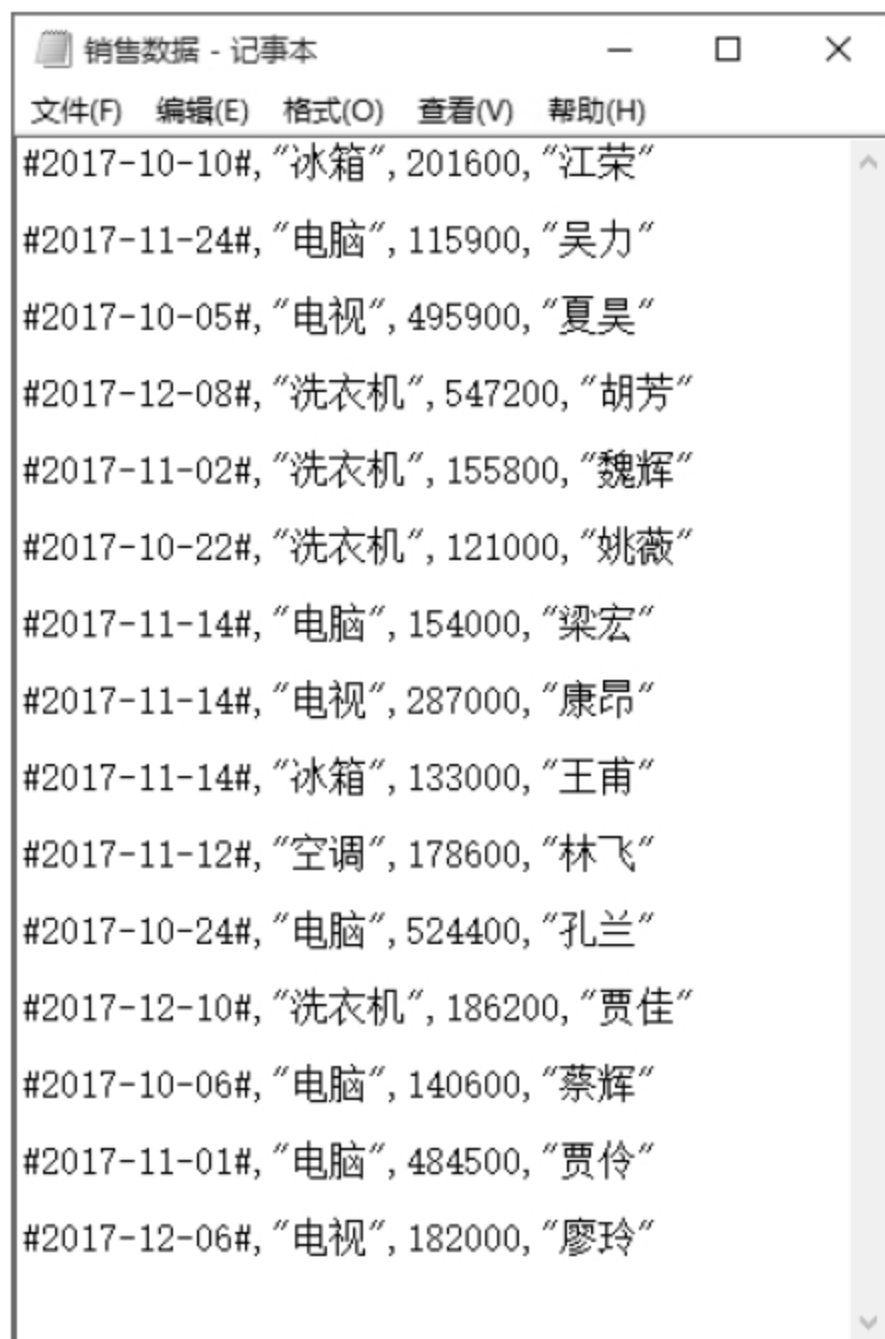 销售数据 - 记事本
文件(F) 编辑(E) 格式(O) 查看(V) 帮助(H)
#2017-10-10#,"冰箱",201600,"江荣"
#2017-11-24#,"电脑",115900,"吴力"
#2017-10-05#,"电视",495900,"夏昊"
#2017-12-08#,"洗衣机",547200,"胡芳"
#2017-11-02#,"洗衣机",155800,"魏辉"
#2017-10-22#,"洗衣机",121000,"姚薇"
#2017-11-14#,"电脑",154000,"梁宏"
#2017-11-14#,"电视",287000,"康昂"
#2017-11-14#,"冰箱",133000,"王甫"
#2017-11-12#,"空调",178600,"林飞"
#2017-10-24#,"电脑",524400,"孔兰"
#2017-12-10#,"洗衣机",186200,"贾佳"
#2017-10-06#,"电脑",140600,"蔡辉"
#2017-11-01#,"电脑",484500,"贾伶"
#2017-12-06#,"电视",182000,"廖玲"